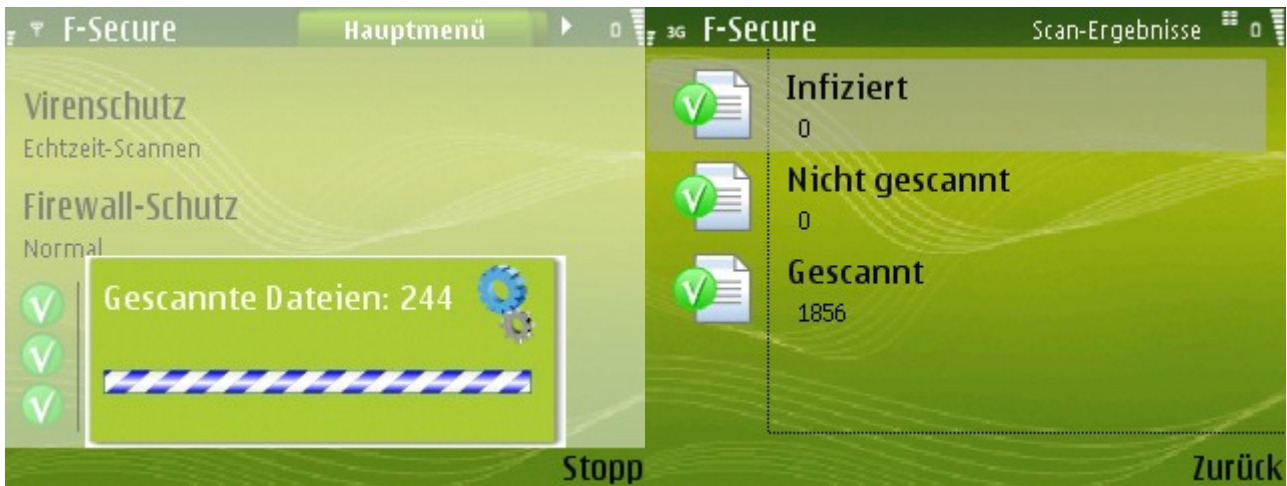 F-Secure
Hauptmenü
Virenschutz
Echtzeit-Scannen
Firewall-Schutz
Normal
Gescannte Dateien: 244
Stopp
3G F-Secure
Scan-Ergebnisse
Infiziert
0
Nicht gescannt
0
Gescannt
1856
Zurück